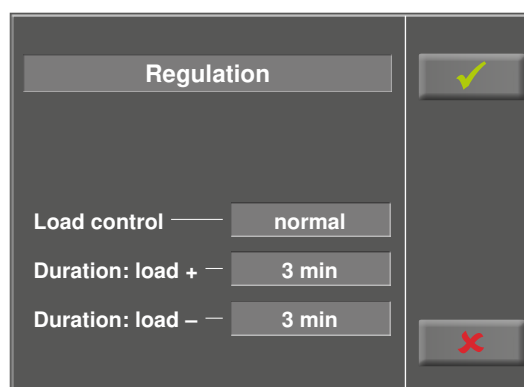 Regulation
Load control normal
Duration: load + 3 min
Duration: load – 3 min